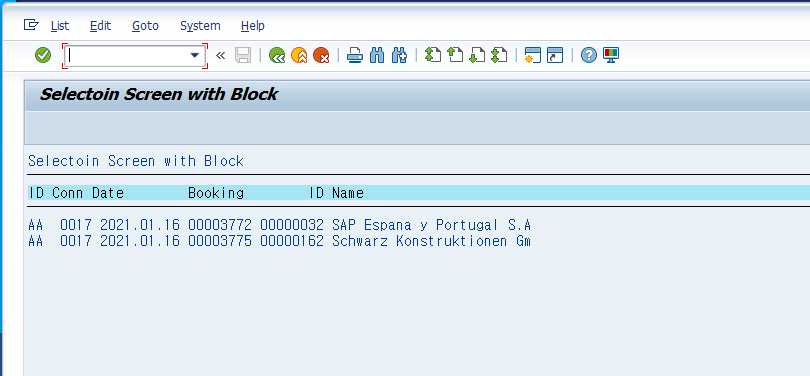 List Edit Goto System Help
Selectoin Screen with Block
Selectoin Screen with Block
ID Conn Date Booking ID Name
AA 0017 2021.01.16 00003772 00000032 SAP Espana y Portugal S.A
AA 0017 2021.01.16 00003775 00000162 Schwarz Konstruktionen Gm